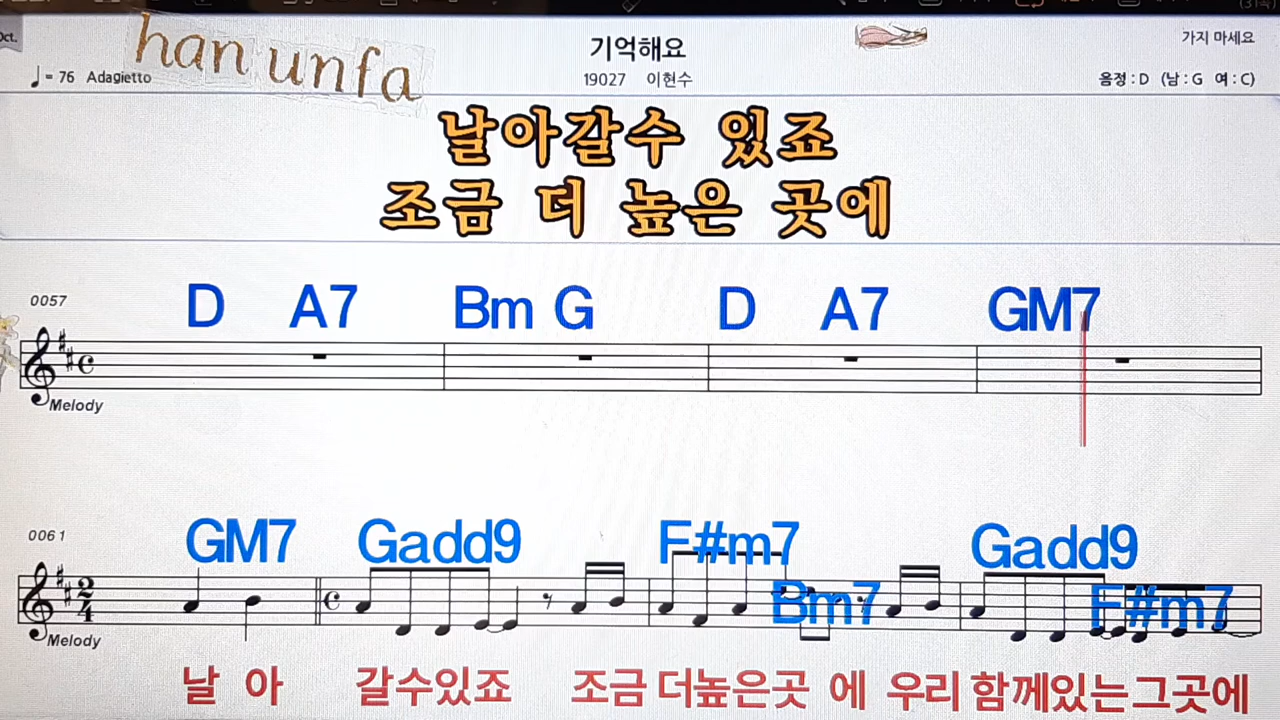 Oct.
han unfa
기억해요
가지 마세요
♩= 76 Adagietto
19027 이현수
음정 : D (남 : G 여 : C)
날아갈수 있죠
조금 더 높은 곳에
0057
D A7 Bm G D A7 GM7
Melody
0061
GM7 Gadd9 F#m7 Bm7 Gadd9 F#m7
2
4
Melody
날 아 갈수있죠 조금 더높은곳 에 우리 함께있는그곳에